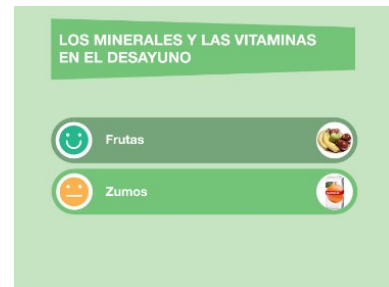 LOS MINERALES Y LAS VITAMINAS
EN EL DESAYUNO
Frutas
Zumos